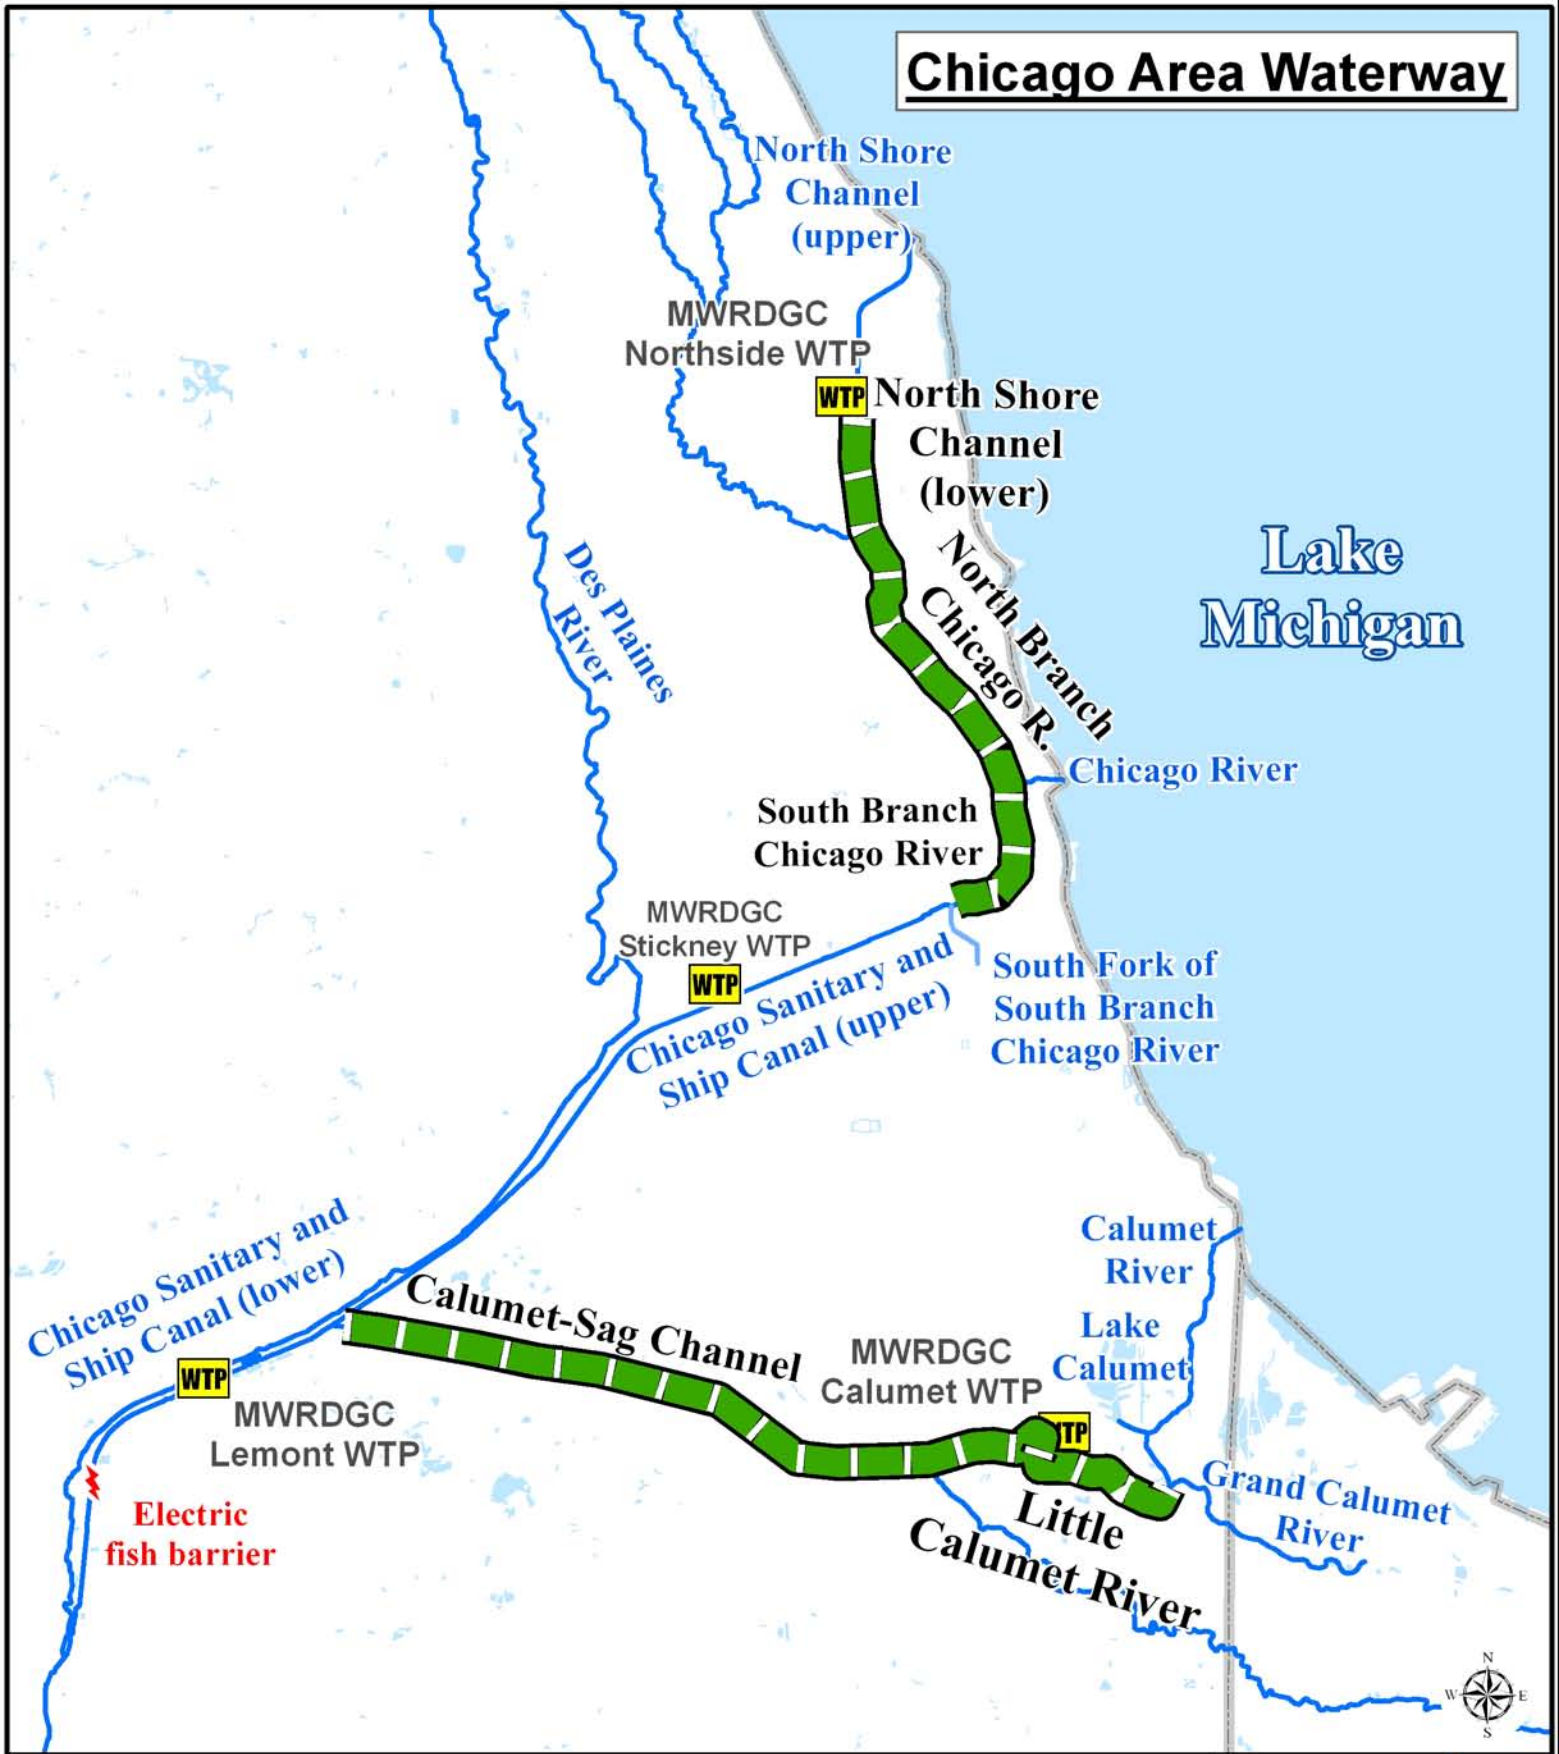 Chicago Area Waterway
North Shore
Channel
(upper)
MWRDGC
Northside WTP
WTP
North Shore
Channel
(lower)
Lake
Michigan
Des Plaines
River
North Branch
Chicago R.
Chicago River
South Branch
Chicago River
MWRDGC
Stickney WTP
WTP
Chicago Sanitary and
Ship Canal (upper)
South Fork of
South Branch
Chicago River
Chicago Sanitary and
Ship Canal (lower)
Calumet
River
Lake
Calumet
Calumet-Sag Channel
MWRDGC
Calumet WTP
TP
WTP
MWRDGC
Lemont WTP
Electric
fish barrier
Grand Calumet
River
Little
Calumet River
N
W
E
S